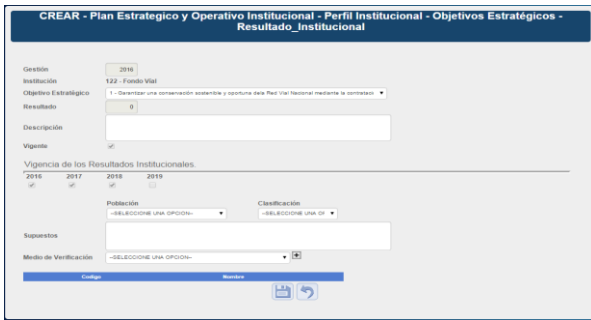 CREAR - Plan Estrategico y Operativo Institucional - Perfil Institucional - Objetivos Estratégicos -
Resultado_Institucional
Gestión 2016
Institución 122 - Fondo Vial
Objetivo Estratégico 1 - Garantizar una conservación sostenible y oportuna dela Red Vial Nacional mediante la contratació
Resultado 0
Descripción
Vigente
Vigencia de los Resultados Institucionales.
2016 2017 2018 2019
Población Clasificación
--SELECCIONE UNA OPCION-- --SELECCIONE UNA OP
Supuestos
Medio de Verificación --SELECCIONE UNA OPCION--
Codigo Nombre